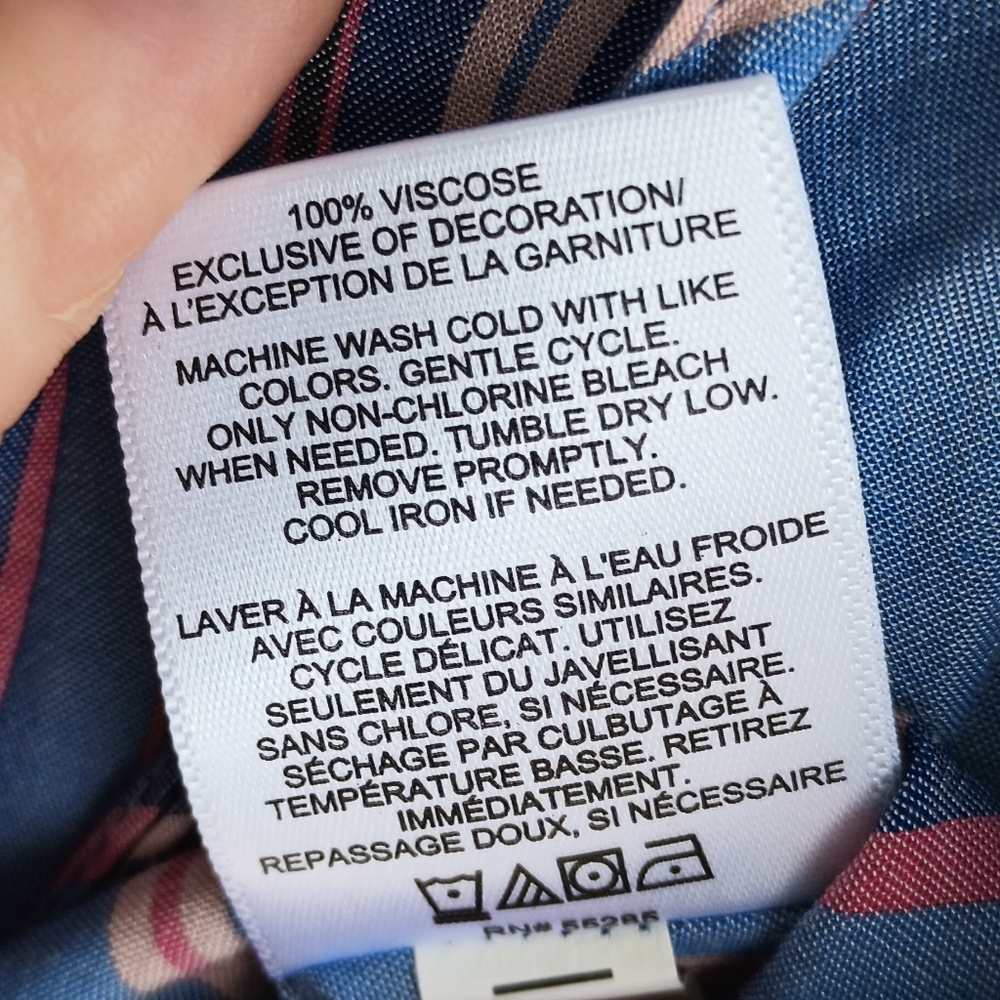 100% VISCOSE
EXCLUSIVE OF DECORATION/
À L'EXCEPTION DE LA GARNITURE
MACHINE WASH COLD WITH LIKE
COLORS. GENTLE CYCLE.
ONLY NON-CHLORINE BLEACH
WHEN NEEDED. TUMBLE DRY LOW.
REMOVE PROMPTLY.
COOL IRON IF NEEDED.
LAVER À LA MACHINE À L'EAU FROIDE
AVEC COULEURS SIMILAIRES.
CYCLE DÉLICAT. UTILISEZ
SEULEMENT DU JAVELLISANT
SANS CHLORE, SI NÉCESSAIRE.
SÉCHAGE PAR CULBUTAGE À
TEMPÉRATURE BASSE. RETIREZ
IMMÉDIATEMENT.
REPASSAGE DOUX, SI NÉCESSAIRE
RN# 55285